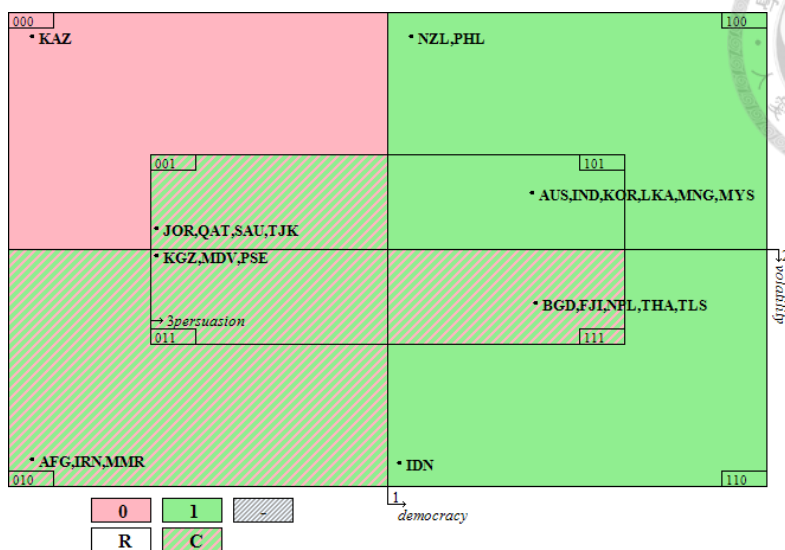 000
100
KAZ
NZL,PHL
001
101
AUS,IND,KOR,LKA,MNG,MYS
JOR,QAT,SAU,TJK
KGZ,MDV,PSE
2
volatility
BGD,FJI,NPL,THA,TLS
3persuasion
011
111
AFG,IRN,MMR
IDN
010
110
0 1 -
1
democracy
R C